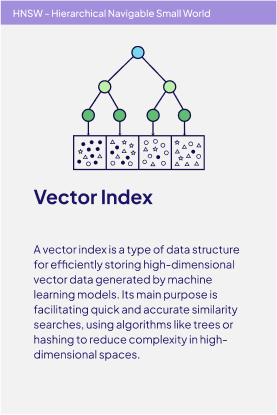 HNSW - Hierarchical Navigable Small World
Vector Index
A vector index is a type of data structure
for efficiently storing high-dimensional
vector data generated by machine
learning models. Its main purpose is
facilitating quick and accurate similarity
searches, using algorithms like trees or
hashing to reduce complexity in high-
dimensional spaces.